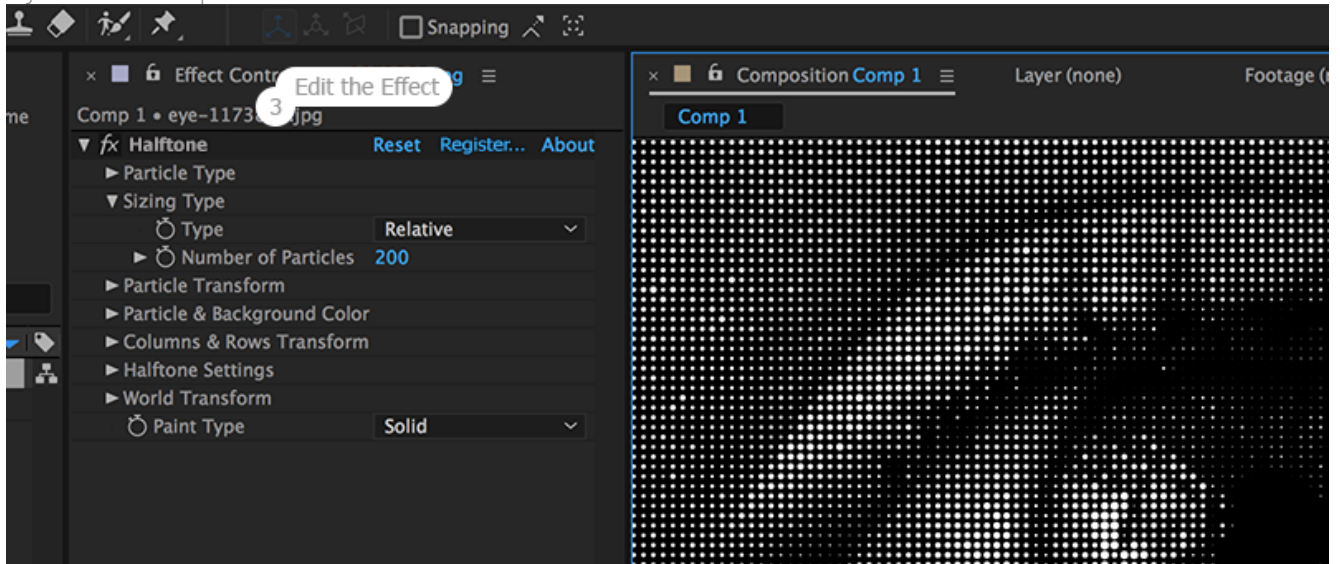 Snapping
Effect Contr
Edit the Effect
3
Composition Comp 1
Layer (none)
Footage
Comp 1 • eye-1173 .jpg
Comp 1
fx Halftone
Reset Register... About
Particle Type
Sizing Type
Type Relative
Number of Particles 200
Particle Transform
Particle & Background Color
Columns & Rows Transform
Halftone Settings
World Transform
Paint Type Solid